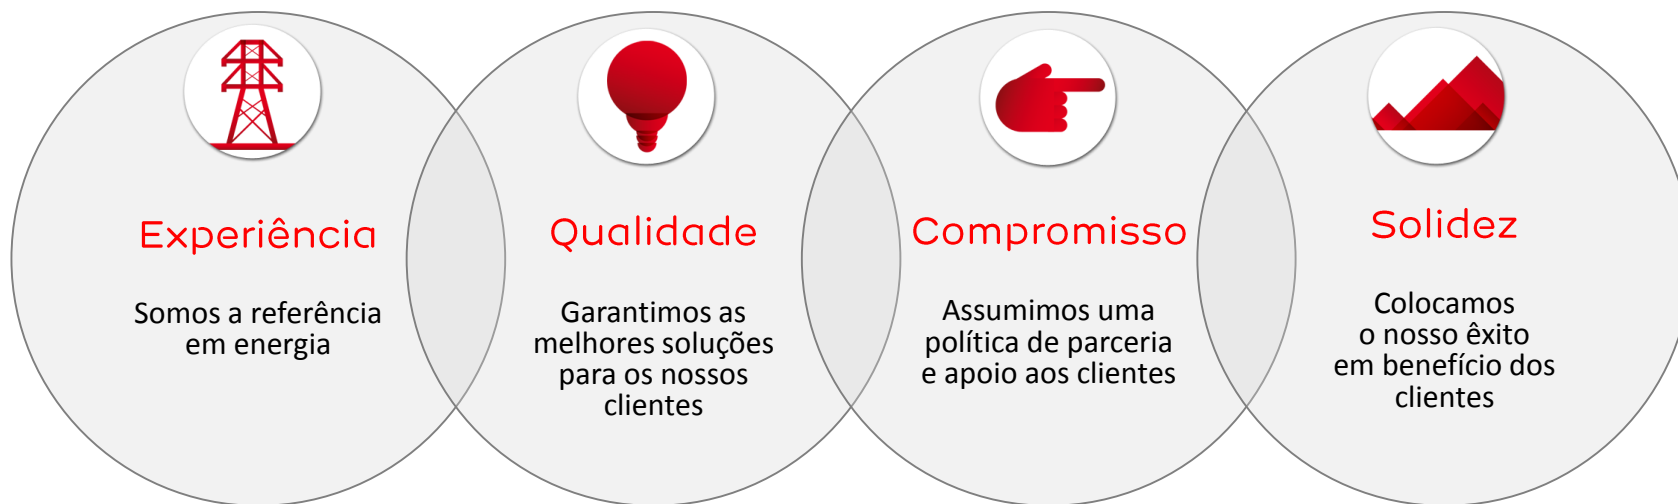 Experiência
Somos a referência
em energia
Qualidade
Garantimos as
melhores soluções
para os nossos
clientes
Compromisso
Assumimos uma
política de parceria
e apoio aos clientes
Solidez
Colocamos
o nosso êxito
em benefício dos
clientes